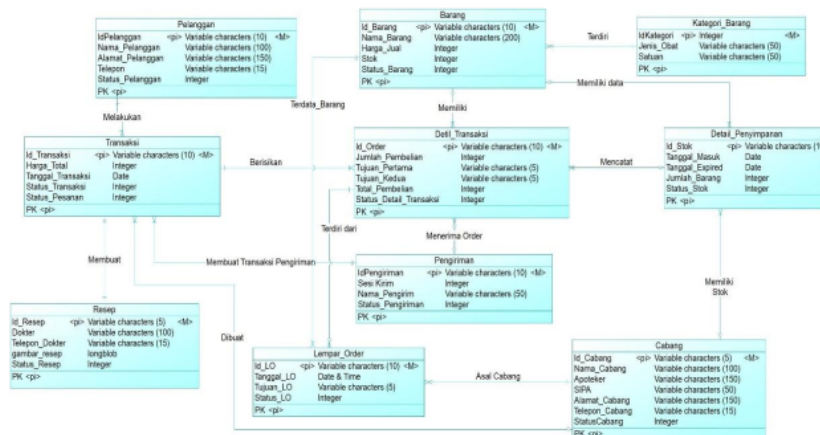 Pelanggan
IdPelanggan <pi> Variable characters (10) <M>
Nama_Pelanggan Variable characters (100)
Alamat_Pelanggan Variable characters (150)
Telepon Variable characters (15)
Status_Pelanggan Integer
PK <pi>
Barang
Id_Barang <pi> Variable characters (10) <M>
Nama_Barang Variable characters (200)
Harga_Jual Integer
Stok Integer
Status_Barang Integer
PK <pi>
Terdiri
Kategori_Barang
IdKategori <pi> Integer <M>
Jenis_Obat Variable characters (50)
Satuan Variable characters (50)
PK <pi>
Melakukan
Terdata_Barang
Memiliki
Memiliki data
Transaksi
Id_Transaksi <pi> Variable characters (10) <M>
Harga_Total Integer
Tanggal_Transaksi Date
Status_Transaksi Integer
Status_Pesanan Integer
PK <pi>
Berisikan
Detil_Transaksi
Id_Order <pi> Variable characters (10) <M>
Jumlah_Pembelian Integer
Tujuan_Pertama Variable characters (5)
Tujuan_Kedua Variable characters (5)
Total_Pembelian Integer
Status_Detail_Transaksi Integer
PK <pi>
Mencatat
Detail_Penyimpanan
Id_Stok <pi> Variable characters (1
Tanggal_Masuk Date
Tanggal_Expired Date
Jumlah_Barang Integer
Status_Stok Integer
PK <pi>
Terdiri dari
Menerima Order
Membuat
Membuat Transaksi Pengiriman
Pengiriman
IdPengiriman <pi> Variable characters (10) <M>
Sesi Kirim Integer
Nama_Pengirim Variable characters (50)
Status_Pengiriman Integer
PK <pi>
Memiliki
Stok
Resep
Id_Resep <pi> Variable characters (5) <M>
Dokter Variable characters (100)
Telepon_Dokter Variable characters (15)
gambar_resep longblob
Status_Resep Integer
PK <pi>
Dibuat
Lempar_Order
Id_LO <pi> Variable characters (10) <M>
Tanggal_LO Date & Time
Tujuan_LO Variable characters (5)
Status_LO Integer
PK <pi>
Asal Cabang
Cabang
Id_Cabang <pi> Variable characters (5) <M>
Nama_Cabang Variable characters (100)
Apoteker Variable characters (150)
SIPA Variable characters (50)
Alamat_Cabang Variable characters (150)
Telepon_Cabang Variable characters (15)
StatusCabang Integer
PK <pi>